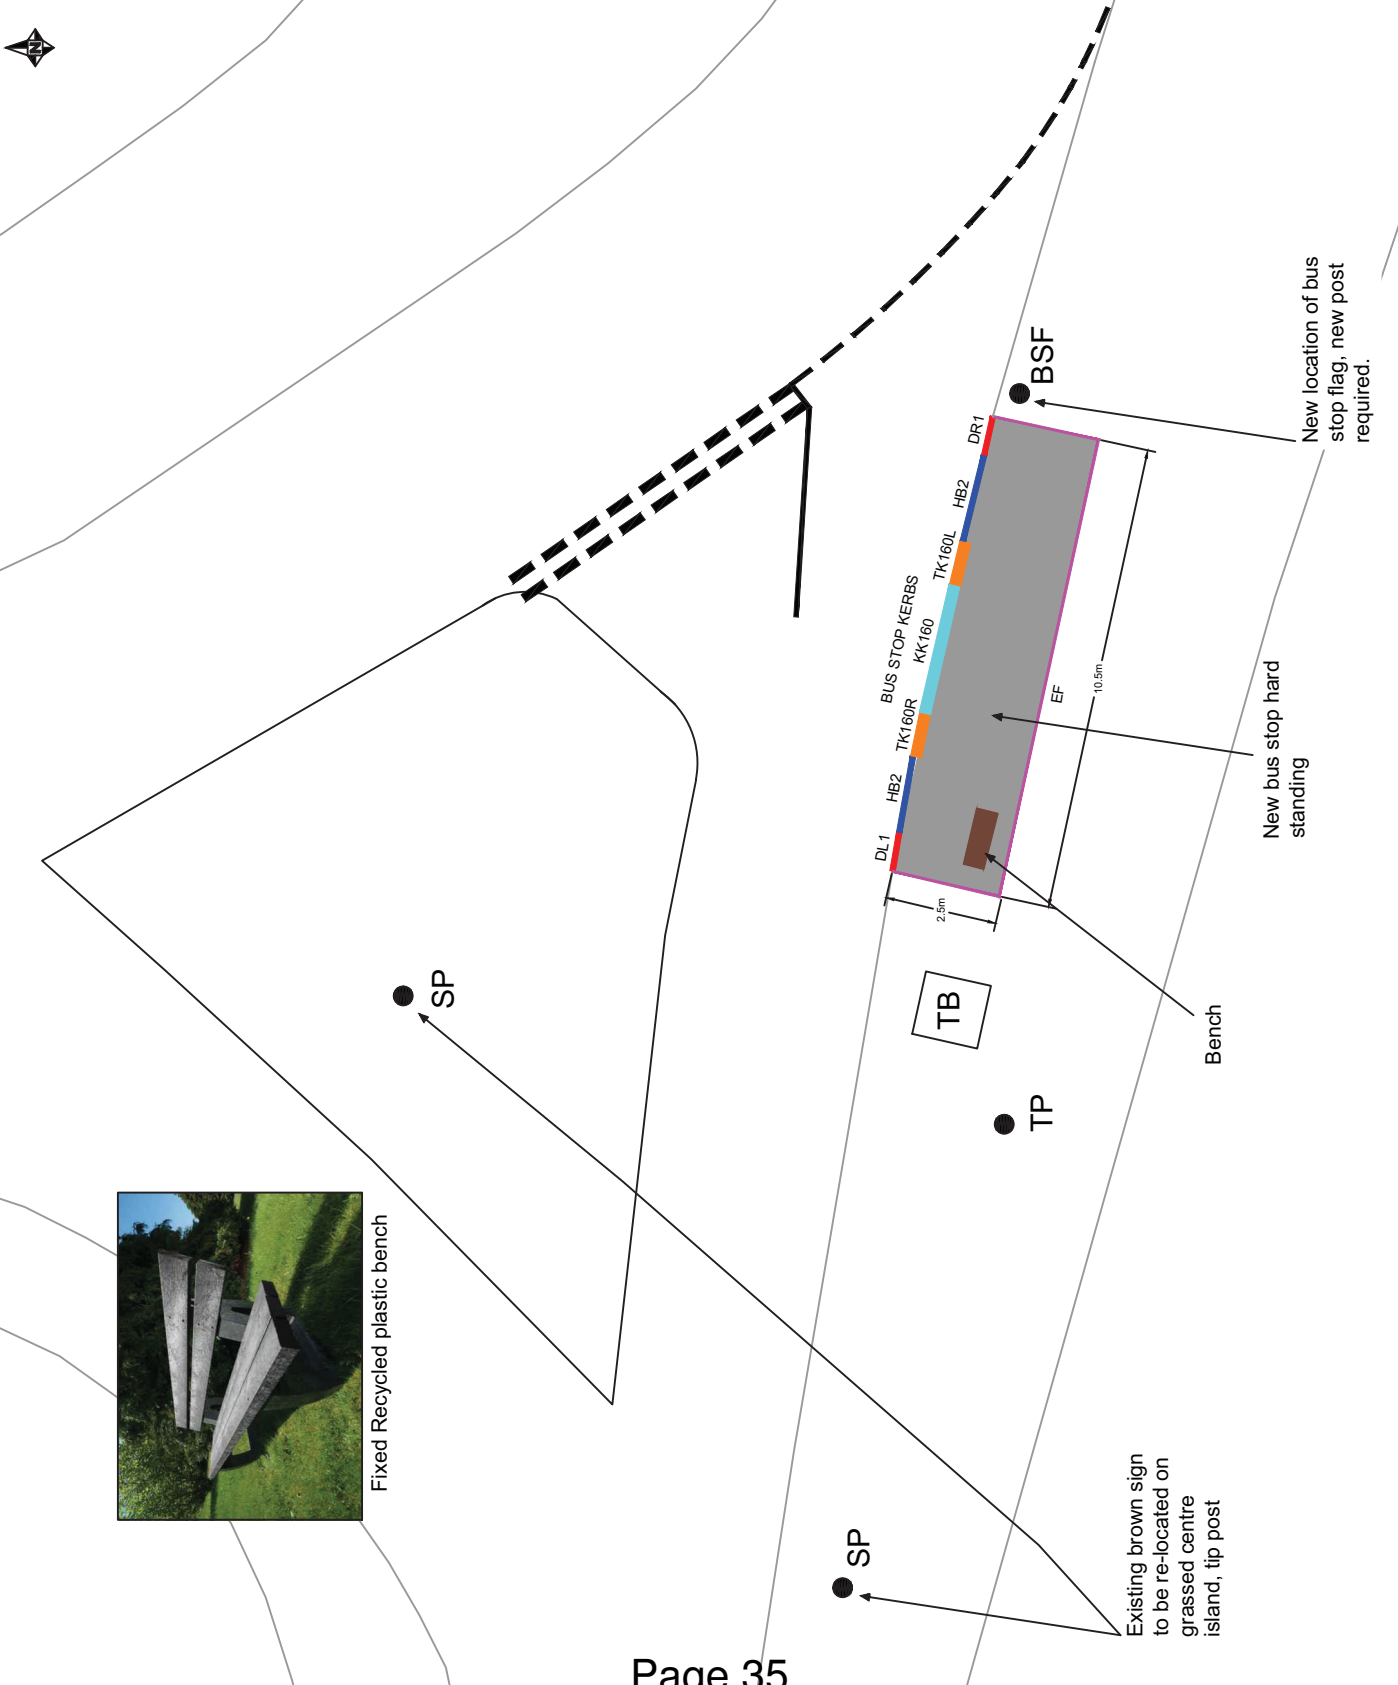 N
Fixed Recycled plastic bench
SP
SP
Existing brown sign
to be re-located on
grassed centre
island, tip post
TP
TB
Bench
2.5m
DL1
HB2
TK160R
BUS STOP KERBS
KK160
TK160L
HB2
DR1
EF
10.5m
New bus stop hard
standing
BSF
New location of bus
stop flag, new post
required.
Page 35